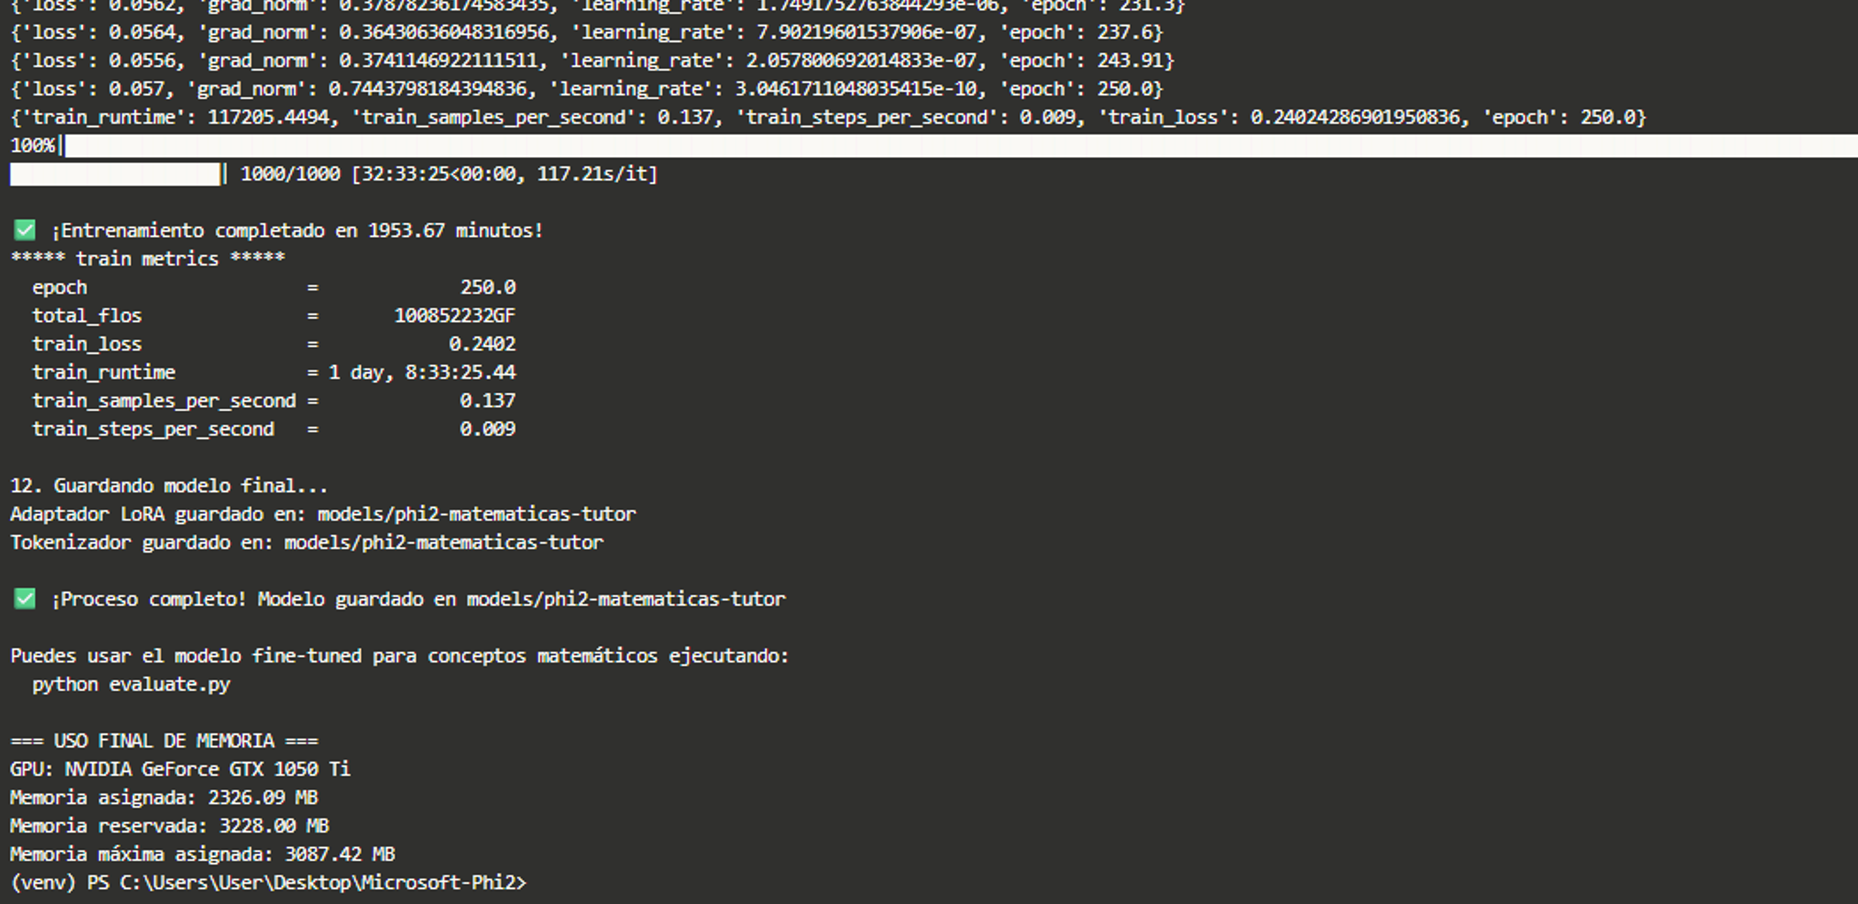 {'loss': 0.0562, 'grad_norm': 0.37878236174583435, 'learning_rate': 1.7491752763844293e-06, 'epoch': 231.3}
{'loss': 0.0564, 'grad_norm': 0.36430636048316956, 'learning_rate': 7.90219601537906e-07, 'epoch': 237.6}
{'loss': 0.0556, 'grad_norm': 0.3741146922111511, 'learning_rate': 2.057800692014833e-07, 'epoch': 243.91}
{'loss': 0.057, 'grad_norm': 0.7443798184394836, 'learning_rate': 3.0461711048035415e-10, 'epoch': 250.0}
{'train_runtime': 117205.4494, 'train_samples_per_second': 0.137, 'train_steps_per_second': 0.009, 'train_loss': 0.24024286901950836, 'epoch': 250.0}
100%|
| 1000/1000 [32:33:25<00:00, 117.21s/it]
✅ ¡Entrenamiento completado en 1953.67 minutos!
***** train metrics *****
epoch = 250.0
total_flos = 100852232GF
train_loss = 0.2402
train_runtime = 1 day, 8:33:25.44
train_samples_per_second = 0.137
train_steps_per_second = 0.009
12. Guardando modelo final...
Adaptador LoRA guardado en: models/phi2-matematicas-tutor
Tokenizador guardado en: models/phi2-matematicas-tutor
✅ ¡Proceso completo! Modelo guardado en models/phi2-matematicas-tutor
Puedes usar el modelo fine-tuned para conceptos matemáticos ejecutando:
python evaluate.py
=== USO FINAL DE MEMORIA ===
GPU: NVIDIA GeForce GTX 1050 Ti
Memoria asignada: 2326.09 MB
Memoria reservada: 3228.00 MB
Memoria máxima asignada: 3087.42 MB
(venv) PS C:\Users\User\Desktop\Microsoft-Phi2>